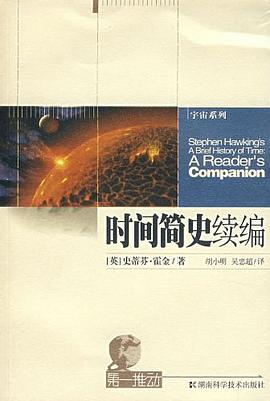 宇宙系列
Stephen Hawking's
A Brief History of Time:
A Reader's
Companion
时间简史续编
[英]史蒂芬·霍金/著
胡小明 吴忠超/译
第一推动
湖南科学技术出版社